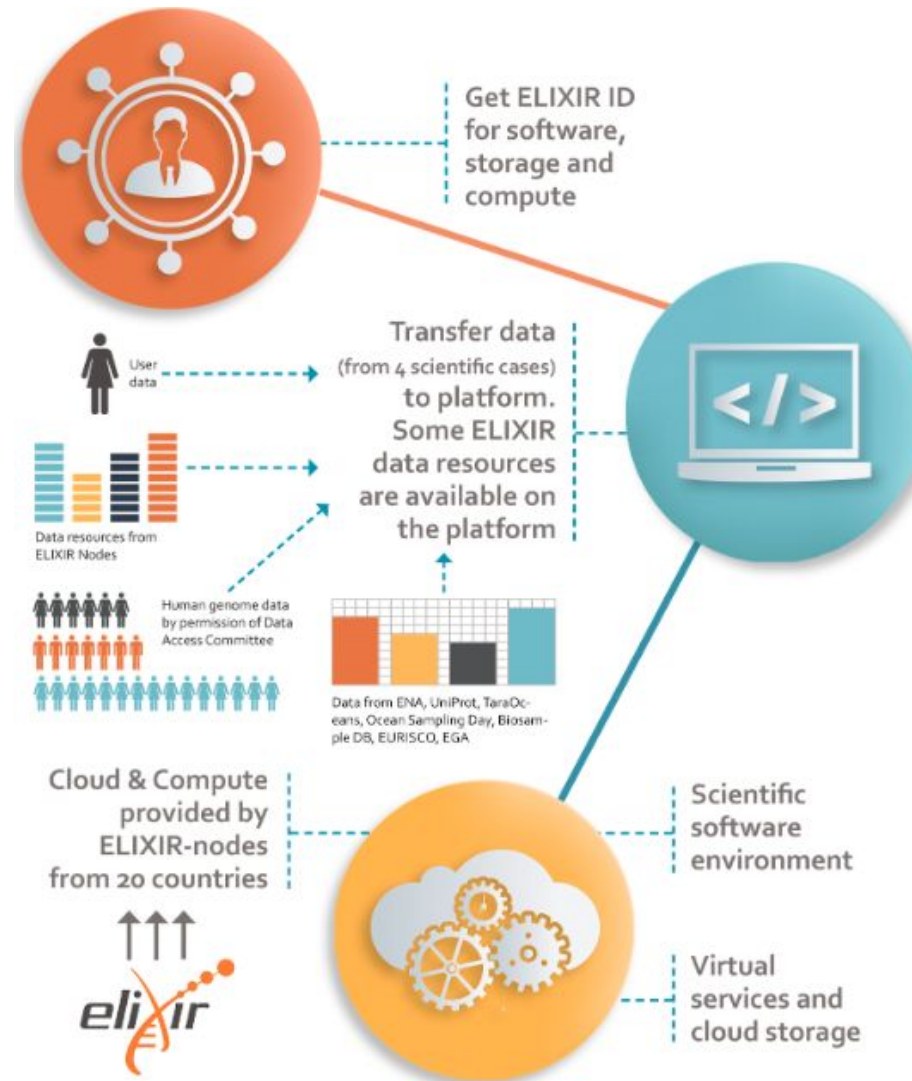 Get ELIXIR ID
for software,
storage and
compute
</>
Transfer data
(from 4 scientific cases)
to platform.
Some ELIXIR
data resources
are available on
the platform
User
data
Data resources from
ELIXIR Nodes
Human genome data
by permission of Data
Access Committee
Data from ENA, UniProt, TaraOc-
eans, Ocean Sampling Day, Biosam-
ple DB, EURISCO, EGA
Cloud & Compute
provided by
ELIXIR-nodes
from 20 countries
elixir
Scientific
software
environment
Virtual
services and
cloud storage